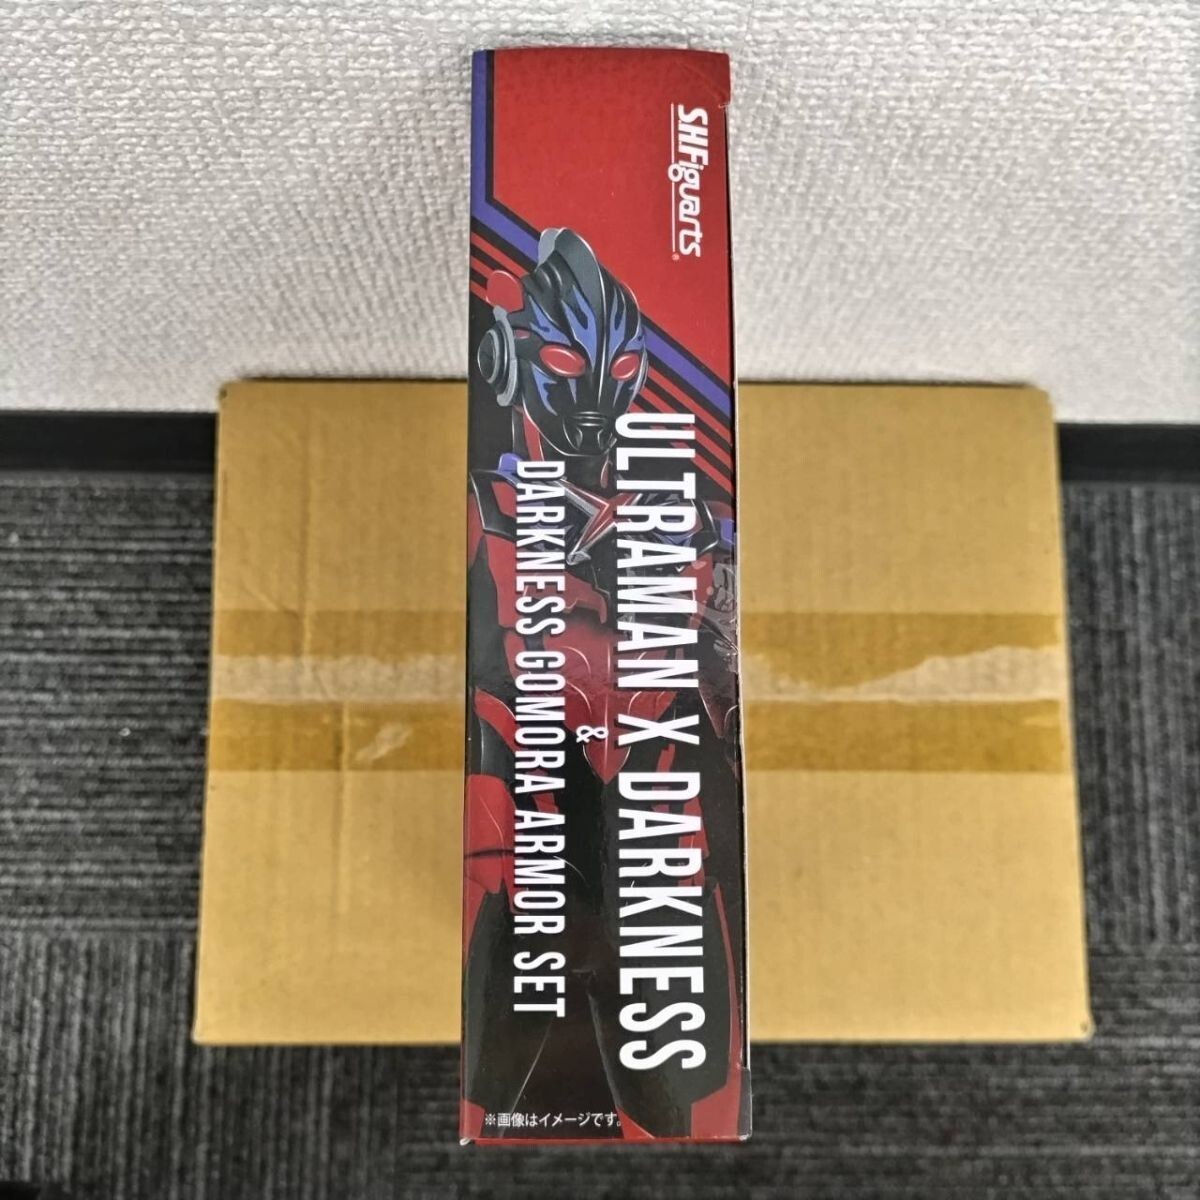 S.H.Figuarts®
ULTRAMAN X DARKNESS
&
DARKNESS GOMORA ARMOR SET
※画像はイメージです。